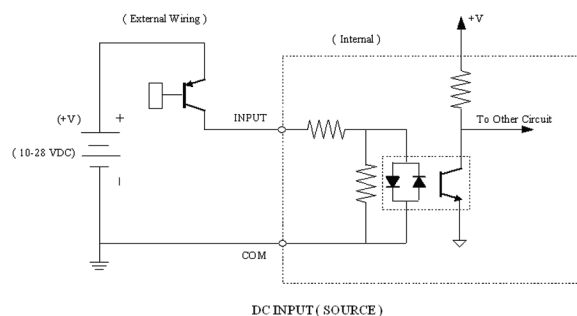 ( External Wiring )
+V
( Internal )
INPUT
To Other Circuit
(+V)
+
( 10-28 VDC)
–
COM
DC INPUT ( SOURCE )